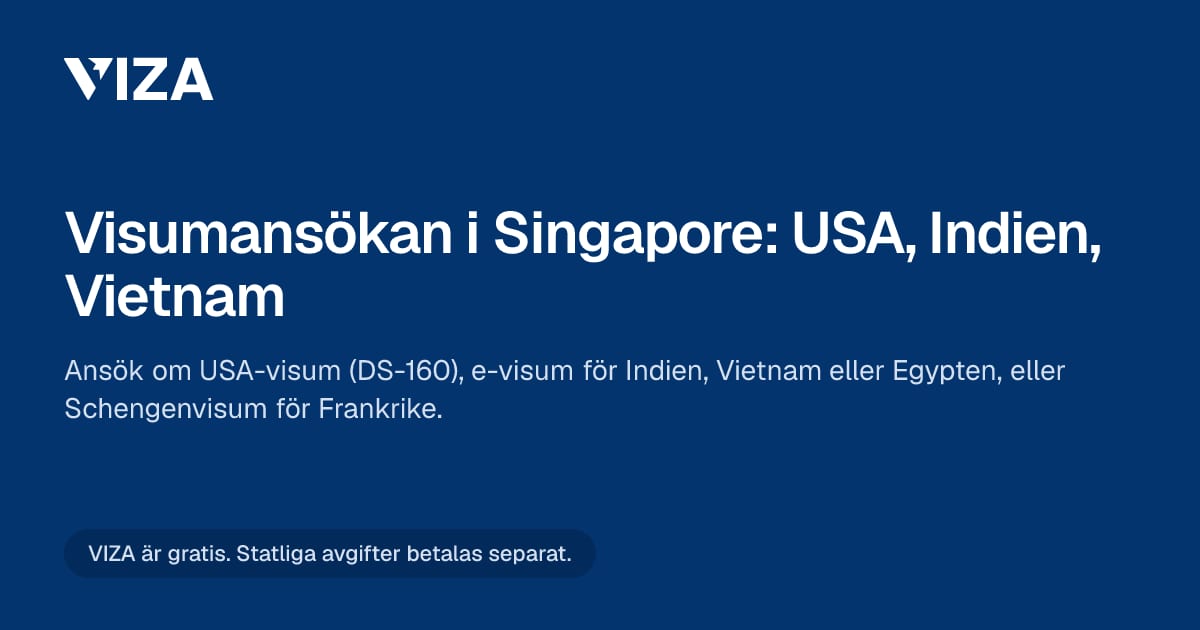 VIZA
Visumansökan i Singapore: USA, Indien,
Vietnam
Ansök om USA-visum (DS-160), e-visum för Indien, Vietnam eller Egypten, eller
Schengenvisum för Frankrike.
VIZA är gratis. Statliga avgifter betalas separat.